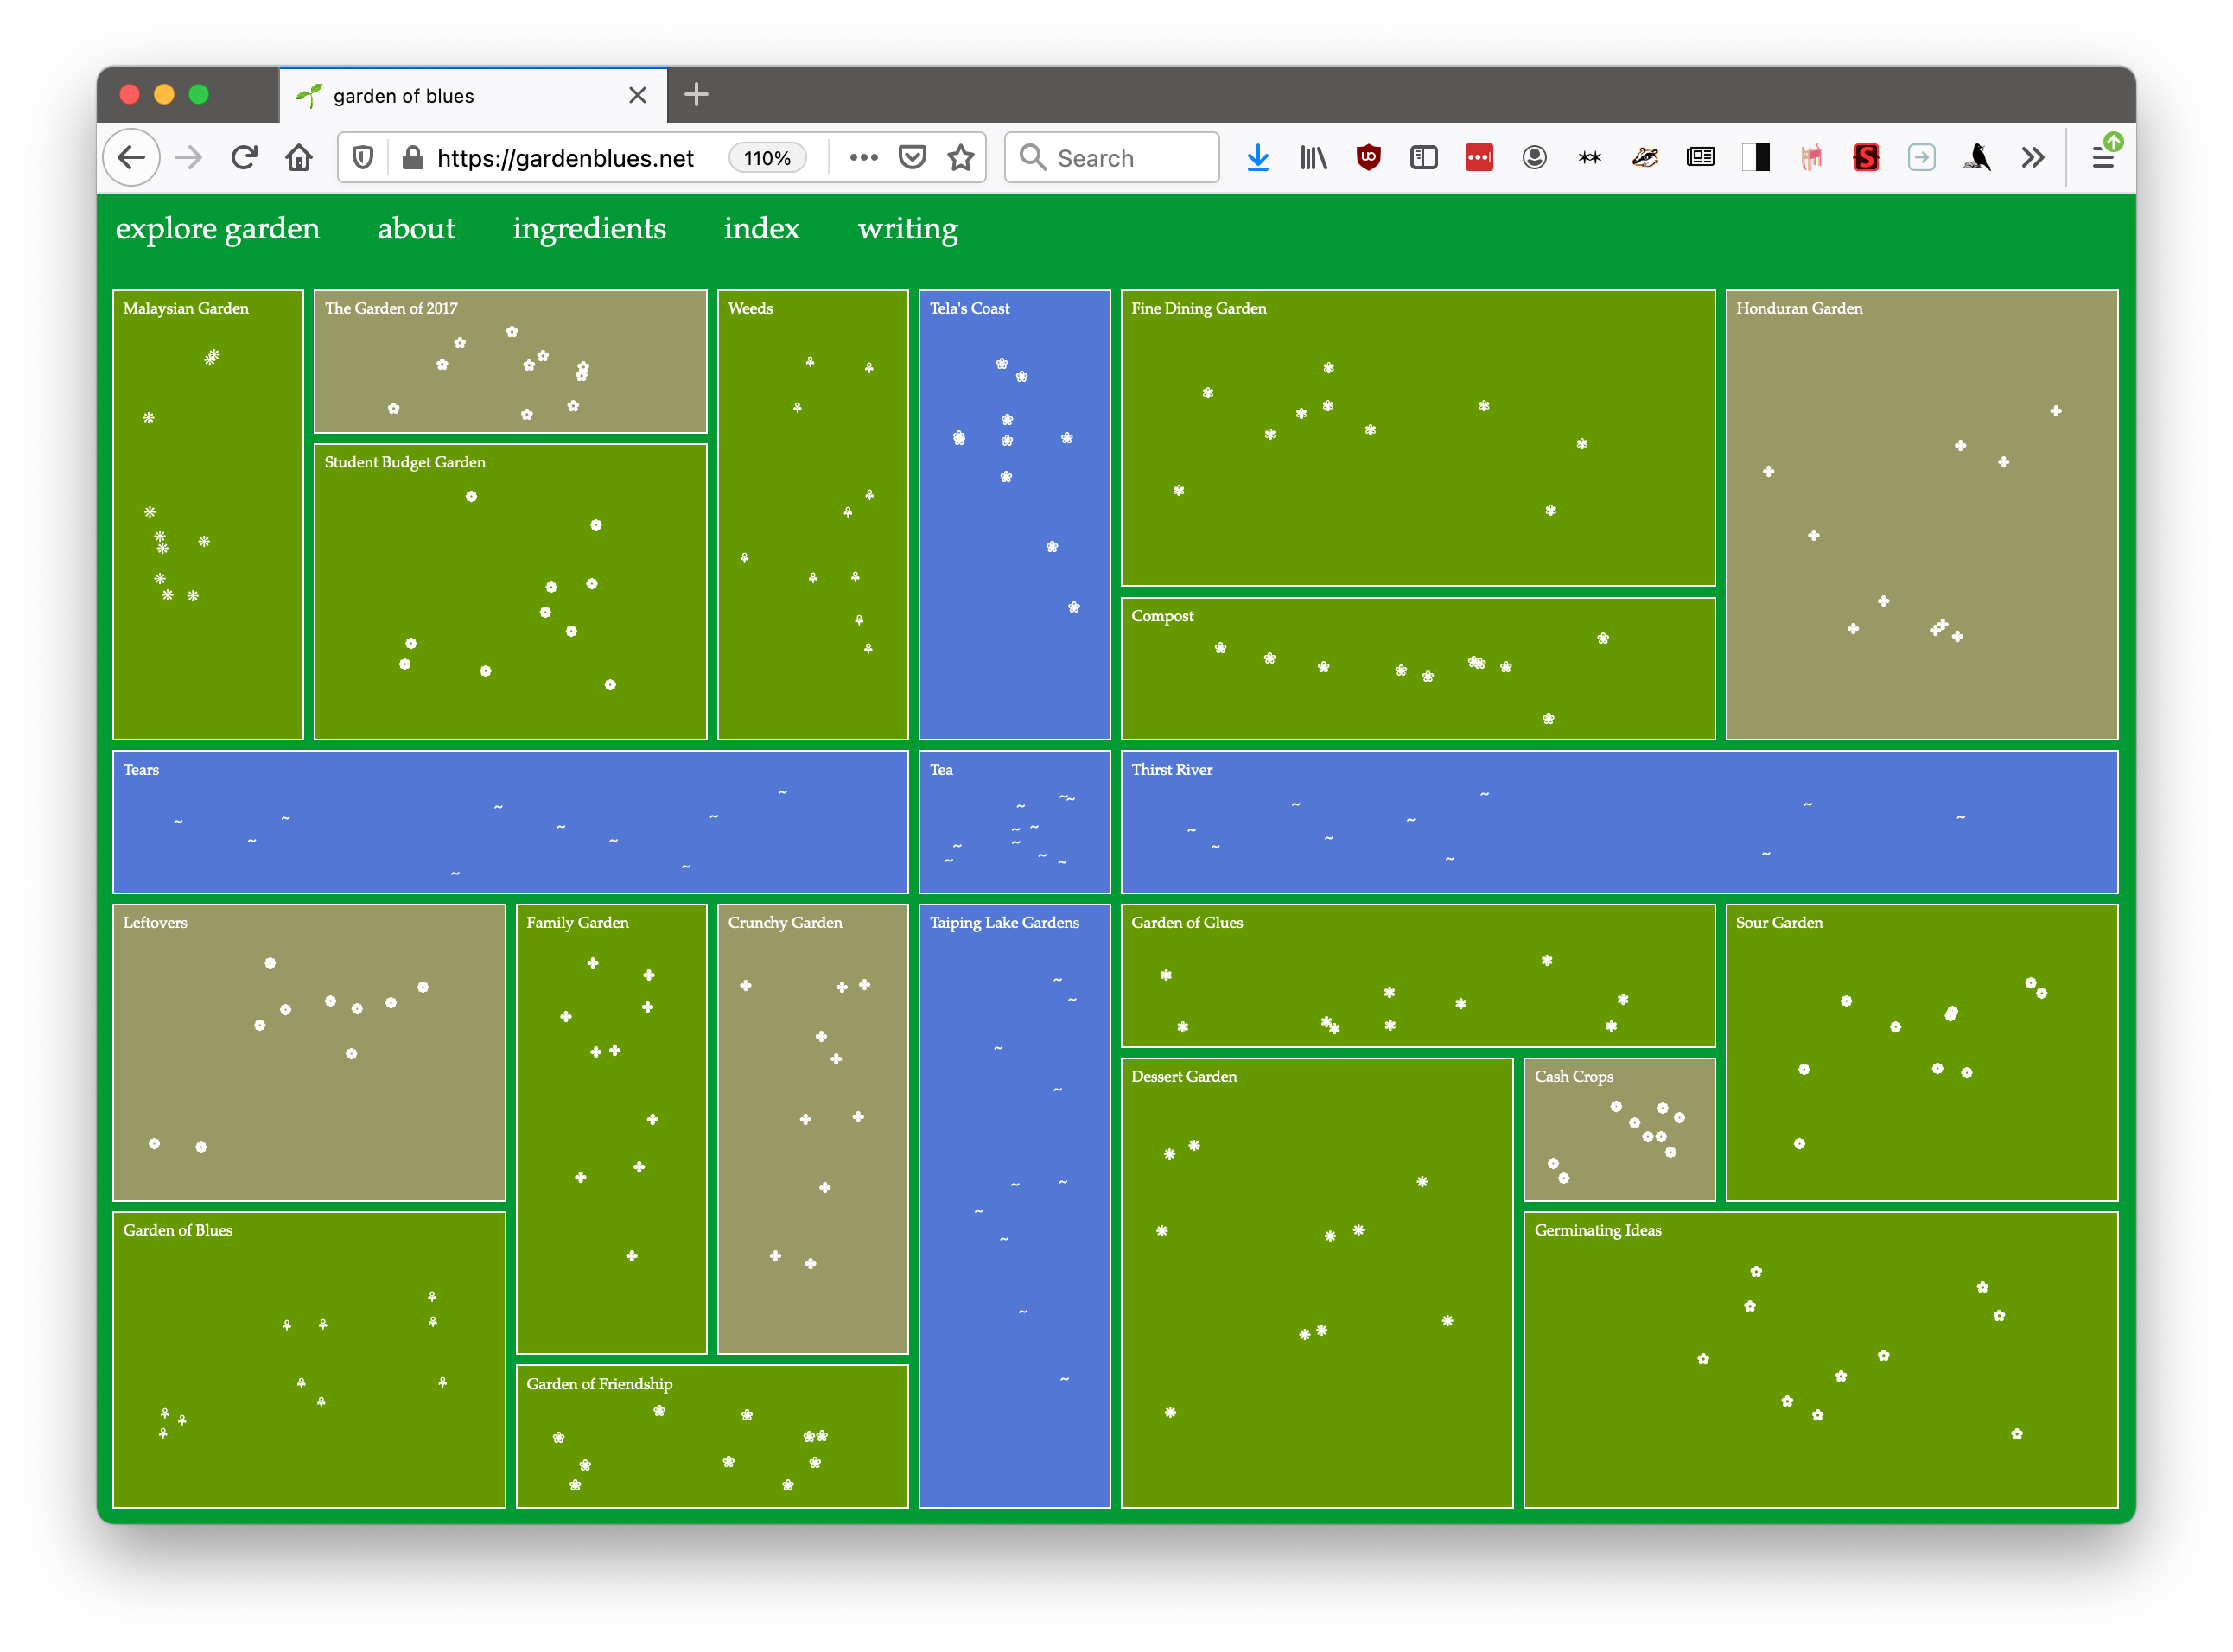 garden of blues
https://gardenblues.net 110% Search
explore garden about ingredients index writing
Malaysian Garden
The Garden of 2017
Weeds
Tela's Coast
Fine Dining Garden
Honduran Garden
Student Budget Garden
Compost
Tears
Tea
Thirst River
Leftovers
Family Garden
Crunchy Garden
Taiping Lake Gardens
Garden of Glues
Sour Garden
Dessert Garden
Cash Crops
Garden of Blues
Germinating Ideas
Garden of Friendship